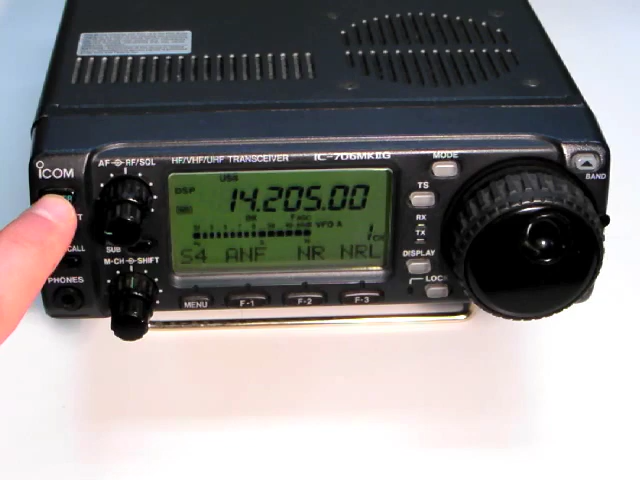 ICOM
AF RF/SQL
HF/VHF/UHF TRANSCEIVER
IC-706MKIIG
MODE
BAND
TS
RX
TX
DISPLAY
LOCK
USB
DSP
14.205.00
VFO A
S4 ANF NR NRL
CALL
SUB
M-CH SHIFT
PHONES
MENU
F-1
F-2
F-3